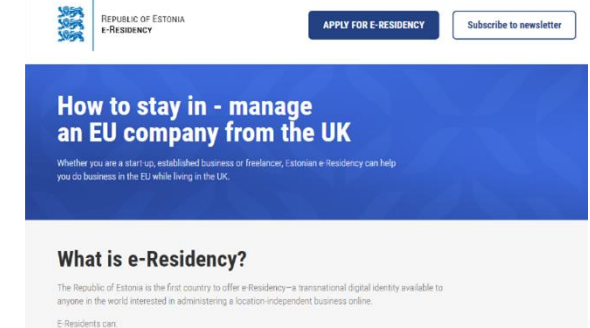 REPUBLIC OF ESTONIA
E-RESIDENCY
APPLY FOR E-RESIDENCY
Subscribe to newsletter
How to stay in - manage
an EU company from the UK
Whether you are a start-up, established business or freelancer, Estonian e-Residency can help
you do business in the EU while living in the UK.
What is e-Residency?
The Republic of Estonia is the first country to offer e-Residency—a transnational digital identity available to
anyone in the world interested in administering a location-independent business online.
E-Residents can: